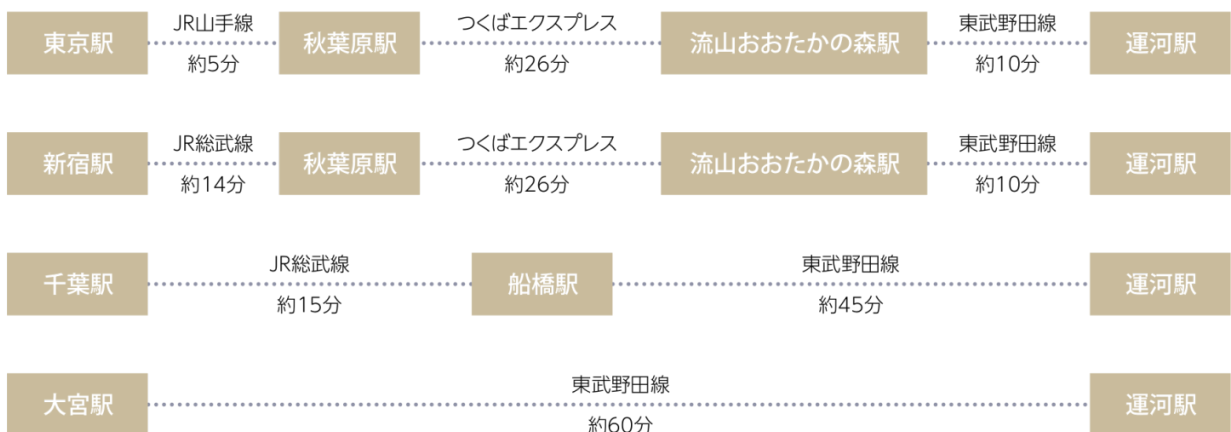 JR山手線 つくばエクスプレス 東武野田線
東京駅 秋葉原駅 流山おおたかの森駅 運河駅
約5分 約26分 約10分
JR総武線 つくばエクスプレス 東武野田線
新宿駅 秋葉原駅 流山おおたかの森駅 運河駅
約14分 約26分 約10分
JR総武線 東武野田線
千葉駅 船橋駅 運河駅
約15分 約45分
東武野田線
大宮駅 運河駅
約60分